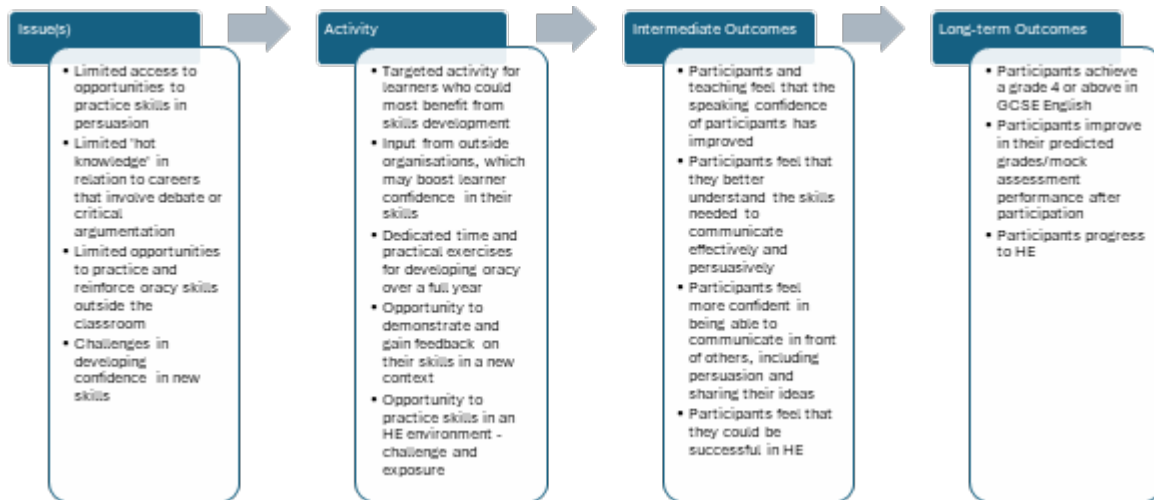 Issue(s)
• Limited access to
opportunities to
practice skills in
persuasion
• Limited 'hot
knowledge' in
relation to careers
that involve debate or
critical
argumentation
• Limited opportunities
to practice and
reinforce oracy skills
outside the
classroom
• Challenges in
developing
confidence in new
skills
Activity
• Targeted activity for
learners who could
most benefit from
skills development
• Input from outside
organisations, which
may boost learner
confidence in their
skills
• Dedicated time and
practical exercises
for developing oracy
over a full year
• Opportunity to
demonstrate and
gain feedback on
their skills in a new
context
• Opportunity to
practice skills in an
HE environment -
challenge and
exposure
Intermediate Outcomes
• Participants and
teaching feel that the
speaking confidence
of participants has
improved
• Participants feel that
they better
understand the skills
needed to
communicate
effectively and
persuasively
• Participants feel
more confident in
being able to
communicate in front
of others, including
persuasion and
sharing their ideas
• Participants feel that
they could be
successful in HE
Long-term Outcomes
• Participants achieve
a grade 4 or above in
GCSE English
• Participants improve
in their predicted
grades/mock
assessment
performance after
participation
• Participants progress
to HE